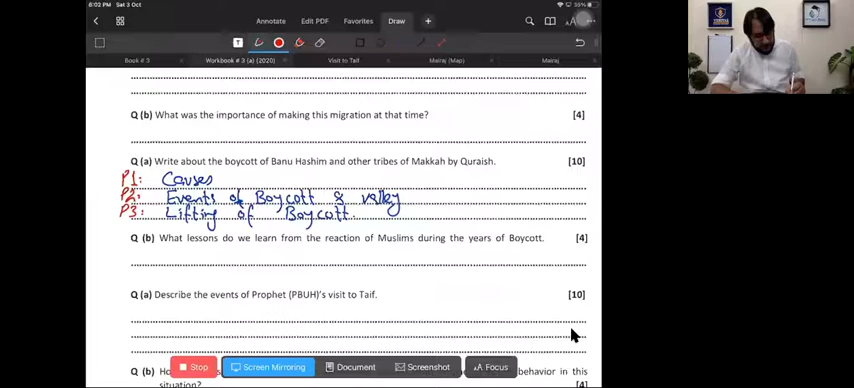 6:02 PM Sat 3 Oct
30%
Annotate Edit PDF Favorites Draw +
Book # 3 Workbook # 3 (a) (2020) Visit to Taif Meiraj (Map) Meiraj
Q (b) What was the importance of making this migration at that time? [4]
Q (a) Write about the boycott of Banu Hashim and other tribes of Makkah by Quraish. [10]
P1: Causes
P2: Events of Boycott & valley
P3: Lifting of Boycott.
Q (b) What lessons do we learn from the reaction of Muslims during the years of Boycott. [4]
Q (a) Describe the events of Prophet (PBUH)'s visit to Taif. [10]
Stop Screen Mirroring Document Screenshot Focus
Q (b) behavior in this
situation? [4]